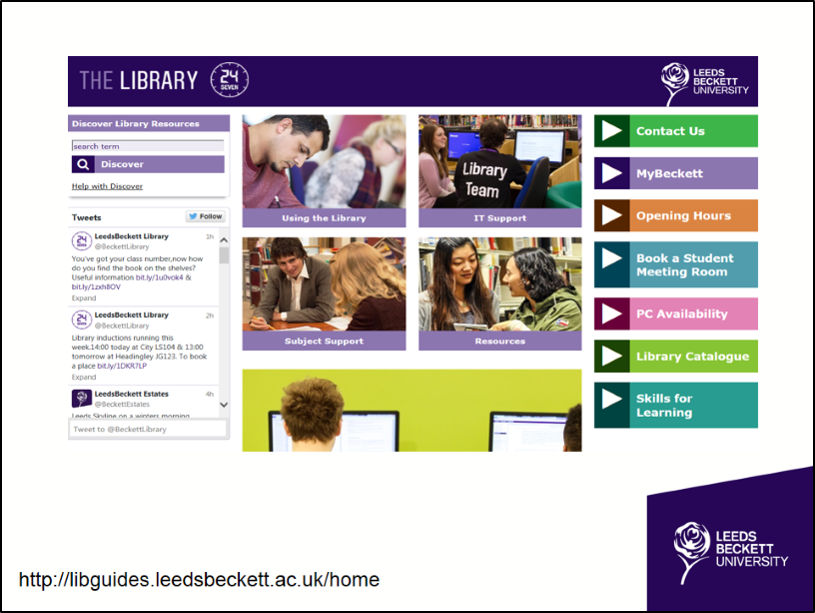 THE LIBRARY
24
SEVEN
LEEDS
BECKETT
UNIVERSITY
Discover Library Resources
search term
Discover
Help with Discover
Tweets
Follow
LeedsBeckett Library
1h
@BeckettLibrary
You've got your class number,now how
do you find the book on the shelves?
Useful information bit.ly/1u0vok4 &
bit.ly/1zxh8OV
Expand
LeedsBeckett Library
2h
@BeckettLibrary
Library inductions running this
week.14:00 today at City LS104 & 13:00
tomorrow at Headingley JG123. To book
a place bit.ly/1DKR7LP
Expand
LeedsBeckett Estates
4h
@BeckettEstates
Leeds Skyline on a winters morning
Tweet to @BeckettLibrary
Using the Library
Library
Team
IT Support
Subject Support
Resources
Contact Us
MyBeckett
Opening Hours
Book a Student
Meeting Room
PC Availability
Library Catalogue
Skills for
Learning
http://libguides.leedsbeckett.ac.uk/home
LEEDS
BECKETT
UNIVERSITY